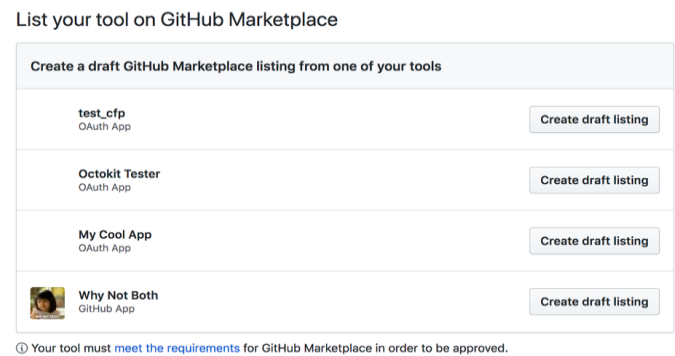 List your tool on GitHub Marketplace
Create a draft GitHub Marketplace listing from one of your tools
test_cfp
OAuth App
Create draft listing
Octokit Tester
OAuth App
Create draft listing
My Cool App
OAuth App
Create draft listing
Why Not Both
GitHub App
Create draft listing
Your tool must meet the requirements for GitHub Marketplace in order to be approved.